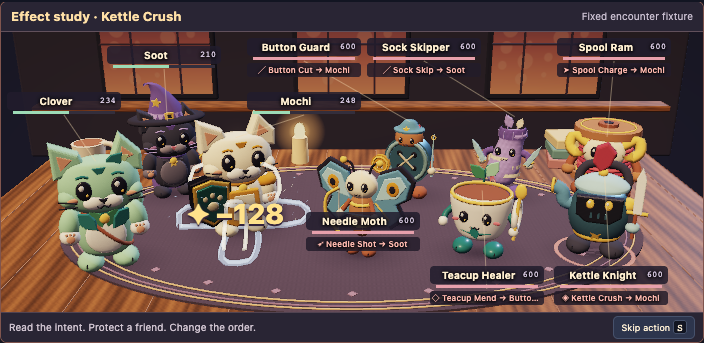 Effect study · Kettle Crush
Fixed encounter fixture
Soot 210
Button Guard 600
Button Cut → Mochi
Sock Skipper 600
Sock Skip → Soot
Spool Ram 600
Spool Charge → Mochi
Clover 234
Mochi 248
-128
Needle Moth 600
Needle Shot → Soot
Teacup Healer 600
Teacup Mend → Butto...
Kettle Knight 600
Kettle Crush → Mochi
Read the intent. Protect a friend. Change the order.
Skip action S